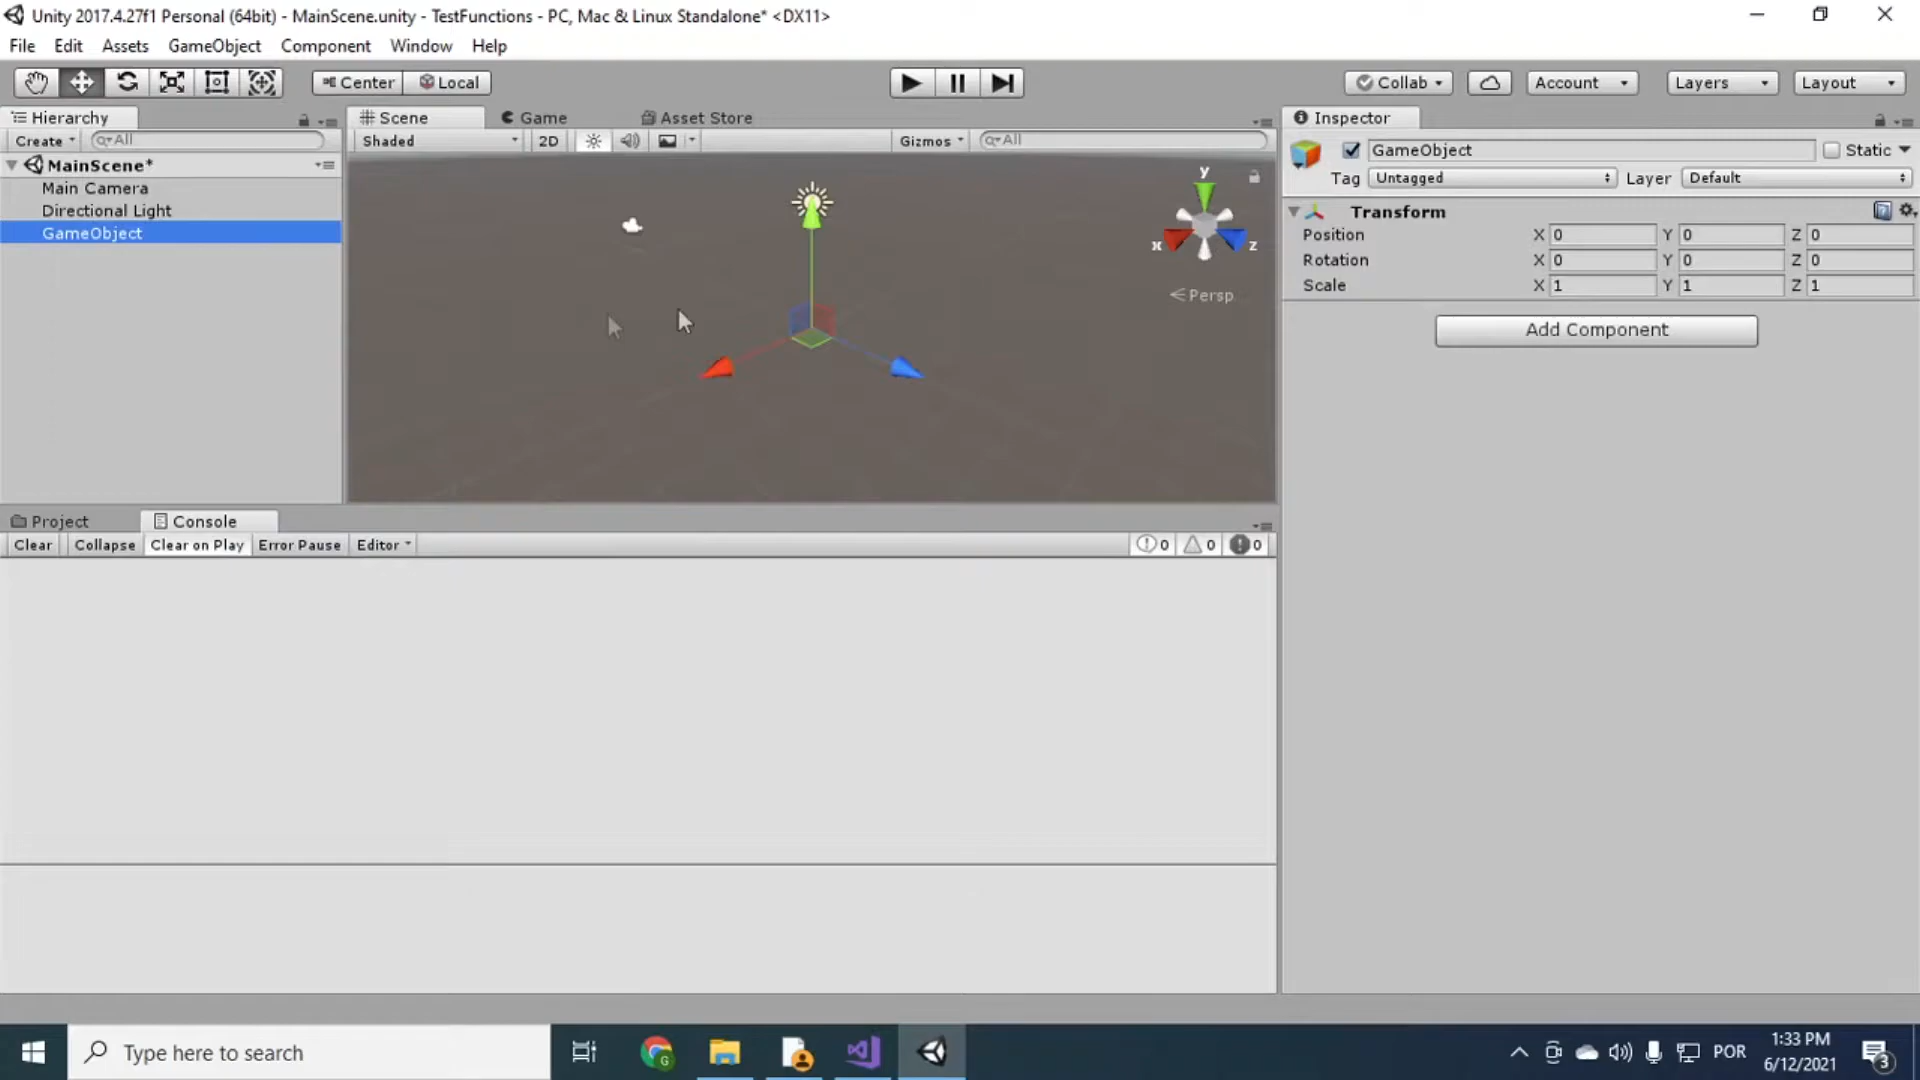 Unity 2017.4.27f1 Personal (64bit) - MainScene.unity - TestFunctions - PC, Mac & Linux Standalone* <DX11>
File Edit Assets GameObject Component Window Help
Center Local Collab Account Layers Layout
Hierarchy Scene Game Asset Store Inspector
Create All Shaded 2D Gizmos All
GameObject Static
MainScene*
Tag Untagged Layer Default
Main Camera
Directional Light
GameObject
y
x z
Persp
Transform
Position X 0 Y 0 Z 0
Rotation X 0 Y 0 Z 0
Scale X 1 Y 1 Z 1
Add Component
Project Console
Clear Collapse Clear on Play Error Pause Editor 0 0 0
Type here to search
POR
1:33 PM
6/12/2021
3